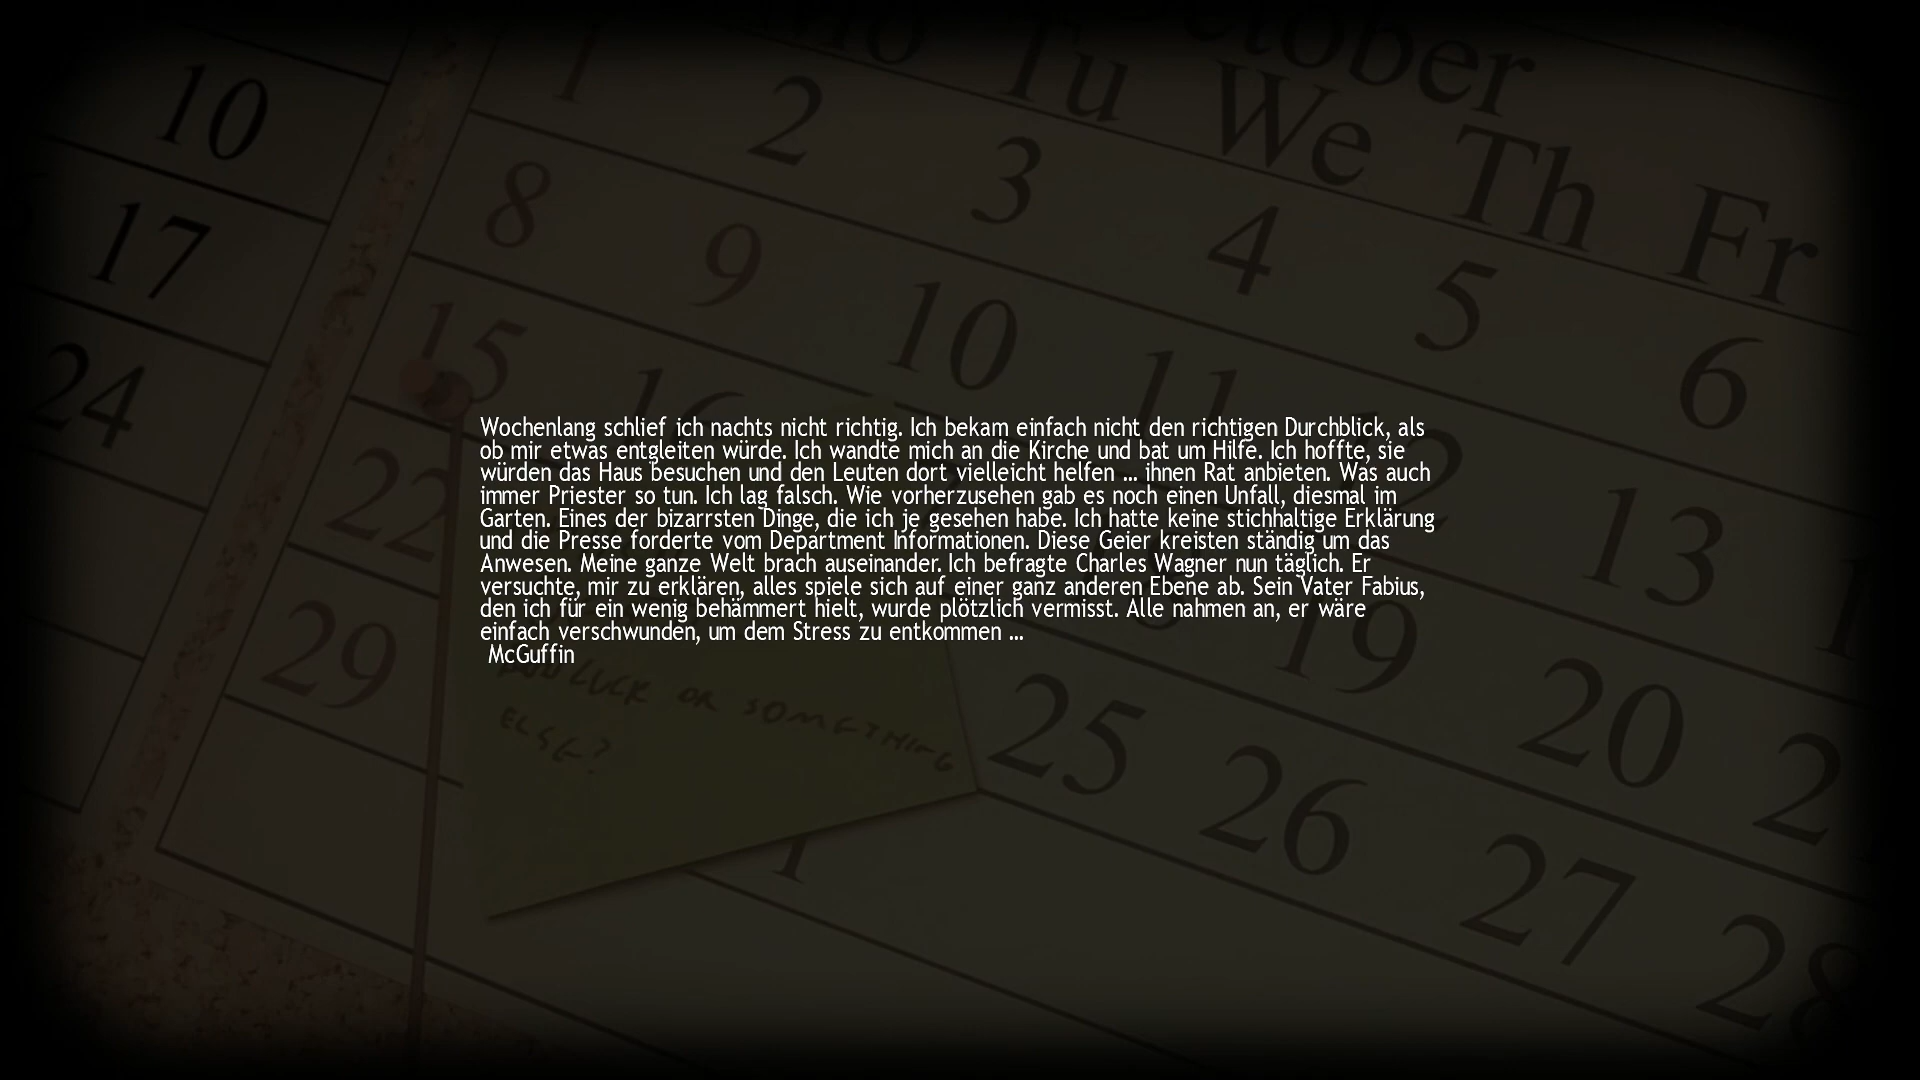 October
Mo Tu We Th Fr
1 2 3 4 5 6
8 9 10 11 12 13
15 16 19 20
22 25 26 27 28
29
10
17
24
1
Wochenlang schlief ich nachts nicht richtig. Ich bekam einfach nicht den richtigen Durchblick, als
ob mir etwas entgleiten würde. Ich wandte mich an die Kirche und bat um Hilfe. Ich hoffte, sie
würden das Haus besuchen und den Leuten dort vielleicht helfen ... ihnen Rat anbieten. Was auch
immer Priester so tun. Ich lag falsch. Wie vorherzusehen gab es noch einen Unfall, diesmal im
Garten. Eines der bizarrsten Dinge, die ich je gesehen habe. Ich hatte keine stichhaltige Erklärung
und die Presse forderte vom Department Informationen. Diese Geier kreisten ständig um das
Anwesen. Meine ganze Welt brach auseinander. Ich befragte Charles Wagner nun täglich. Er
versuchte, mir zu erklären, alles spiele sich auf einer ganz anderen Ebene ab. Sein Vater Fabius,
den ich für ein wenig behämmert hielt, wurde plötzlich vermisst. Alle nahmen an, er wäre
einfach verschwunden, um dem Stress zu entkommen ...
McGuffin
OR SOMETHING
ELSE?